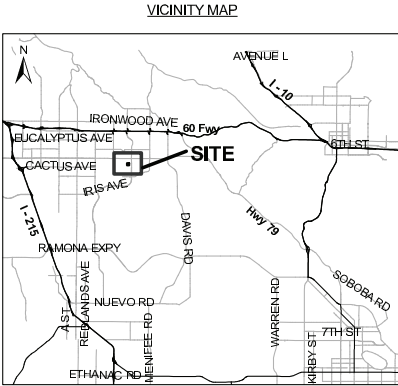 VICINITY MAP
N
AVENUE L
I - 10
IRONWOOD AVE
60 Fwy
EUCALYPTUS AVE
6TH ST
SITE
CACTUS AVE
IRIS AVE
I - 215
Hwy 79
DAVIS RD
RAMONA EXPY
SOBOBA RD
REDLANDS AVE
A ST
NUEVO RD
MENIFEE RD
WARREN RD
KIRBY ST
7TH ST
ETHANAC RD